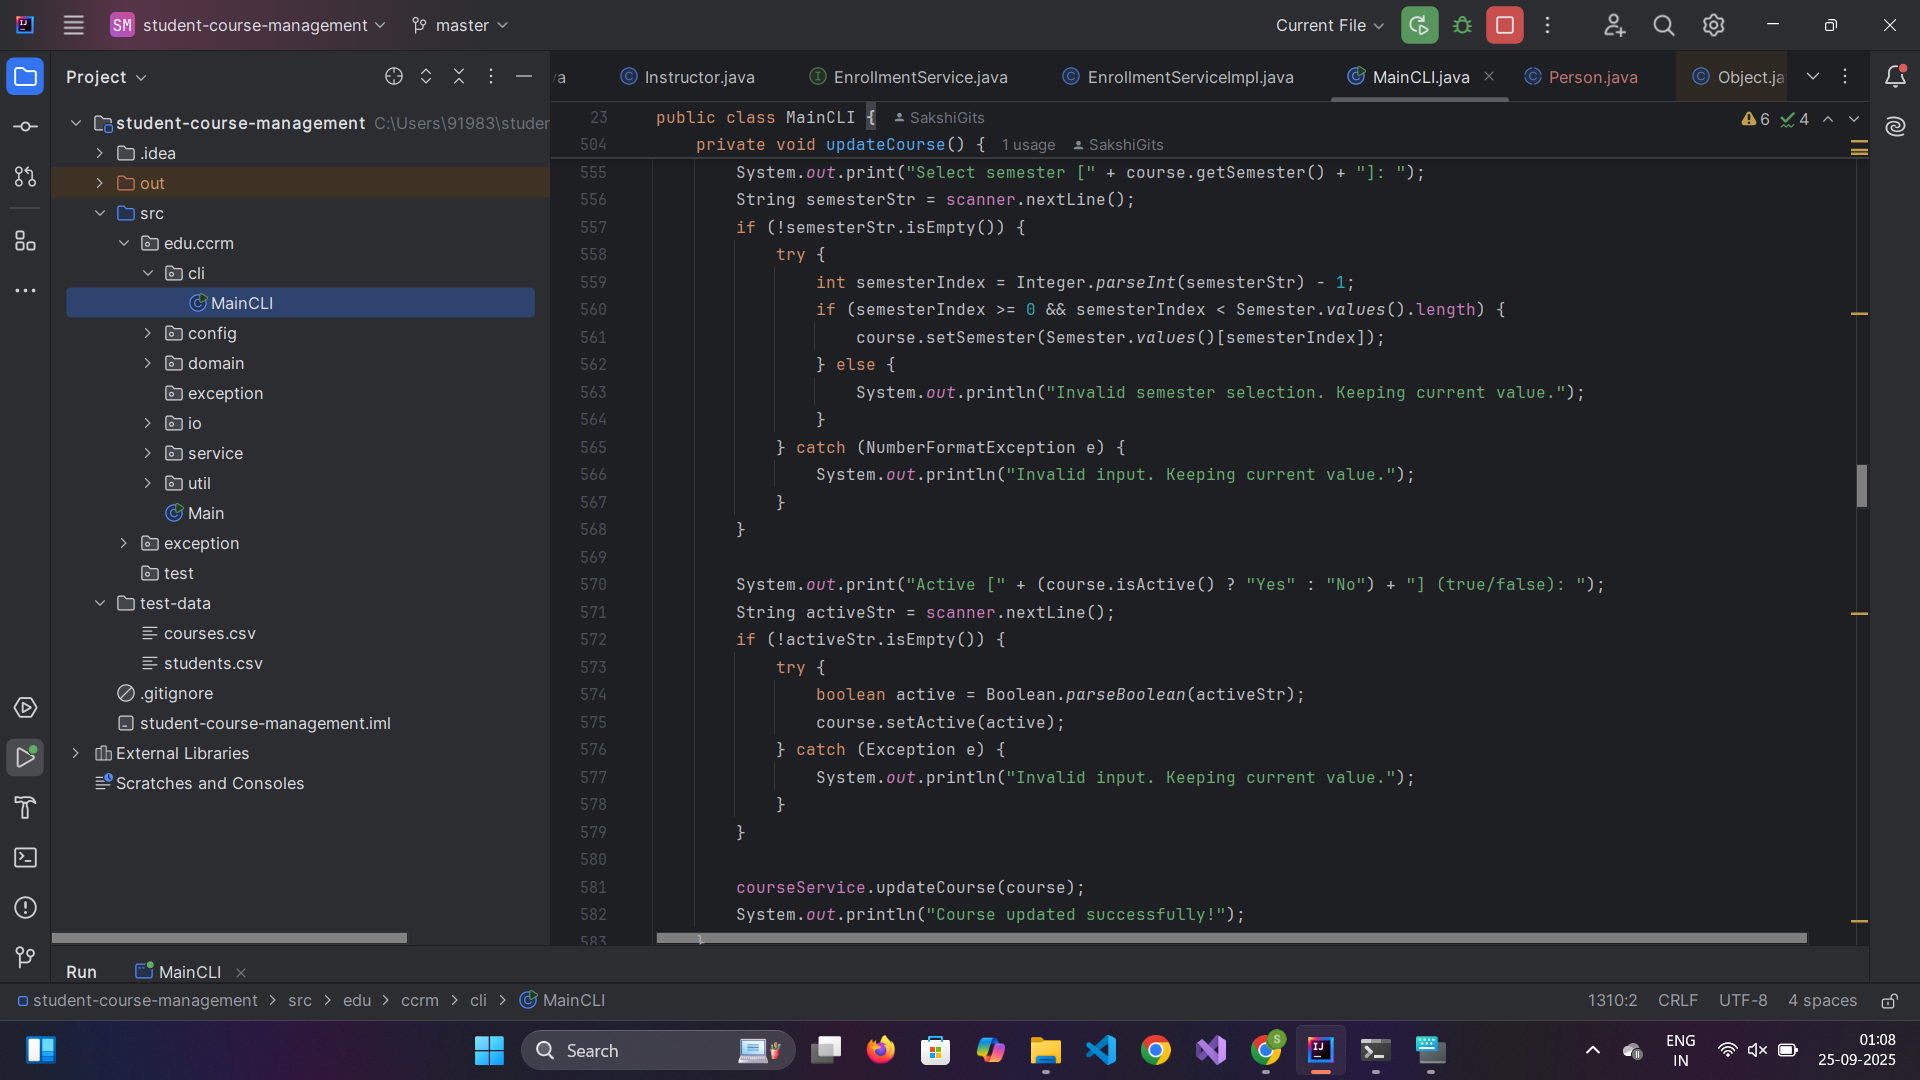 SM student-course-management master Current File
Project
va Instructor.java EnrollmentService.java EnrollmentServiceImpl.java MainCLI.java Person.java Object.ja
student-course-management C:\Users\91983\studen
.idea
out
src
edu.ccrm
cli
MainCLI
config
domain
exception
io
service
util
Main
exception
test
test-data
courses.csv
students.csv
.gitignore
student-course-management.iml
External Libraries
Scratches and Consoles
23 public class MainCLI { SakshiGits 6 4
504 private void updateCourse() { 1 usage SakshiGits
555 System.out.print("Select semester [" + course.getSemester() + "]: ");
556 String semesterStr = scanner.nextLine();
557 if (!semesterStr.isEmpty()) {
558 try {
559 int semesterIndex = Integer.parseInt(semesterStr) - 1;
560 if (semesterIndex >= 0 && semesterIndex < Semester.values().length) {
561 course.setSemester(Semester.values()[semesterIndex]);
562 } else {
563 System.out.println("Invalid semester selection. Keeping current value.");
564 }
565 } catch (NumberFormatException e) {
566 System.out.println("Invalid input. Keeping current value.");
567 }
568 }
569
570 System.out.print("Active [" + (course.isActive() ? "Yes" : "No") + "] (true/false): ");
571 String activeStr = scanner.nextLine();
572 if (!activeStr.isEmpty()) {
573 try {
574 boolean active = Boolean.parseBoolean(activeStr);
575 course.setActive(active);
576 } catch (Exception e) {
577 System.out.println("Invalid input. Keeping current value.");
578 }
579 }
580
581 courseService.updateCourse(course);
582 System.out.println("Course updated successfully!");
583 }
Run MainCLI
student-course-management > src > edu > ccrm > cli > MainCLI 1310:2 CRLF UTF-8 4 spaces
Search
ENG
IN
01:08
25-09-2025